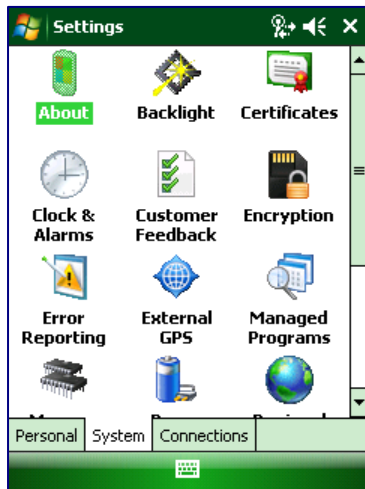 Settings
About Backlight Certificates
Clock & Customer Encryption
Alarms Feedback
Error External Managed
Reporting GPS Programs
Personal System Connections